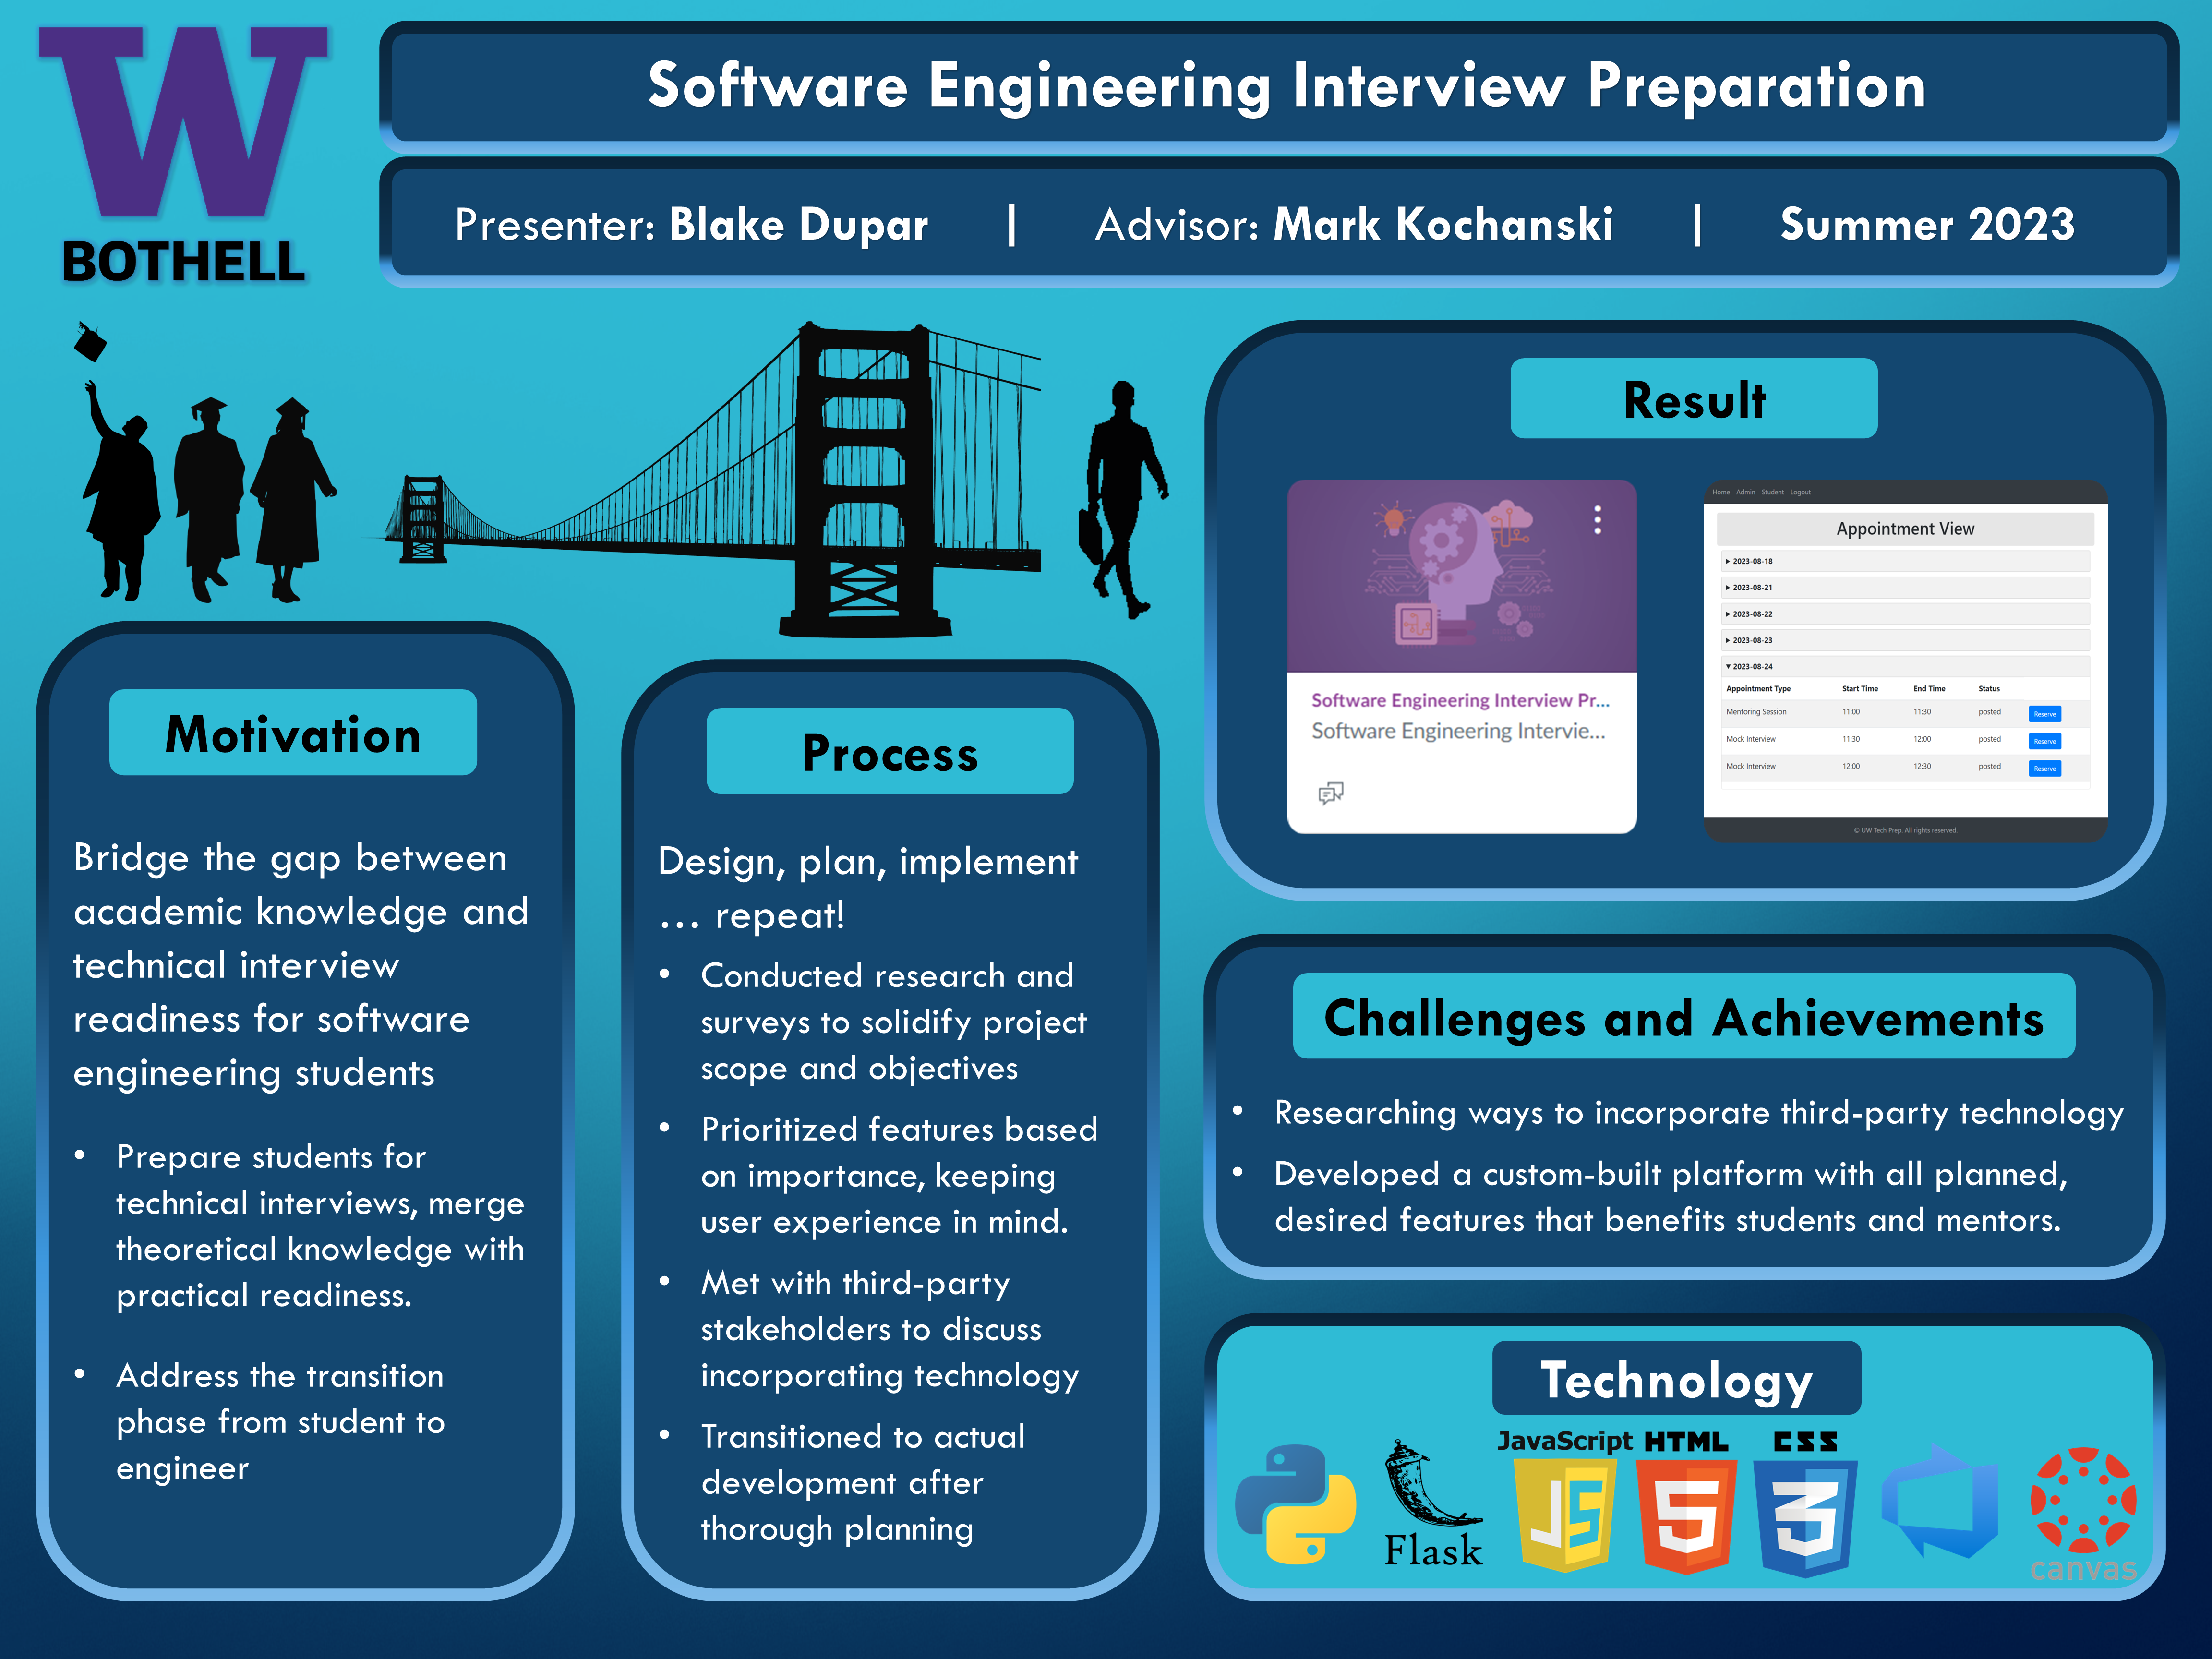 W
BOTHELL
Software Engineering Interview Preparation
Presenter: Blake Dupar | Advisor: Mark Kochanski | Summer 2023
Motivation
Bridge the gap between
academic knowledge and
technical interview
readiness for software
engineering students
• Prepare students for
technical interviews, merge
theoretical knowledge with
practical readiness.
• Address the transition
phase from student to
engineer
Process
Design, plan, implement
... repeat!
• Conducted research and
surveys to solidify project
scope and objectives
• Prioritized features based
on importance, keeping
user experience in mind.
• Met with third-party
stakeholders to discuss
incorporating technology
• Transitioned to actual
development after
thorough planning
Result
Software Engineering Interview Pr...
Software Engineering Intervie...
Home Admin Student Logout
Appointment View
▸ 2023-08-18
▸ 2023-08-21
▸ 2023-08-22
▸ 2023-08-23
▾ 2023-08-24
Appointment Type Start Time End Time Status
Mentoring Session 11:00 11:30 posted Reserve
Mock Interview 11:30 12:00 posted Reserve
Mock Interview 12:00 12:30 posted Reserve
© UW Tech Prep. All rights reserved.
Challenges and Achievements
• Researching ways to incorporate third-party technology
• Developed a custom-built platform with all planned,
desired features that benefits students and mentors.
Technology
Flask
JavaScript
JS
HTML
5
CSS
3
canvas